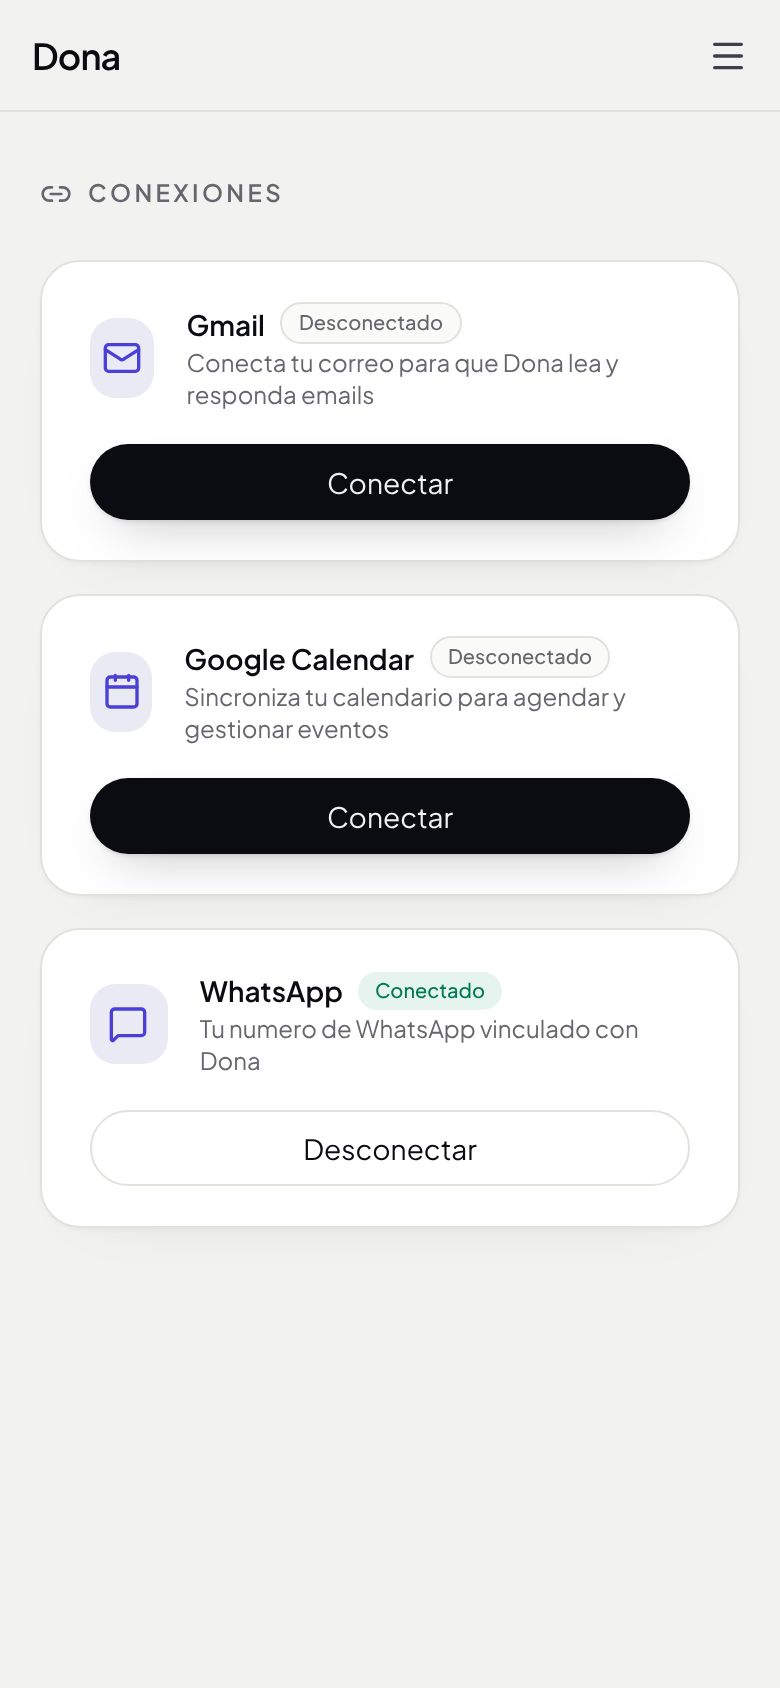 Dona
CONEXIONES
Gmail Desconectado
Conecta tu correo para que Dona lea y
responda emails
Conectar
Google Calendar Desconectado
Sincroniza tu calendario para agendar y
gestionar eventos
Conectar
WhatsApp Conectado
Tu numero de WhatsApp vinculado con
Dona
Desconectar